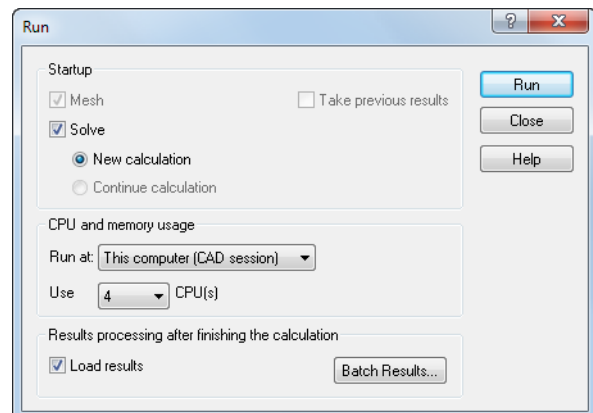 Run
?
X
Startup
Mesh
Take previous results
Run
Solve
Close
New calculation
Help
Continue calculation
CPU and memory usage
Run at: This computer (CAD session)
Use 4 CPU(s)
Results processing after finishing the calculation
Load results
Batch Results...